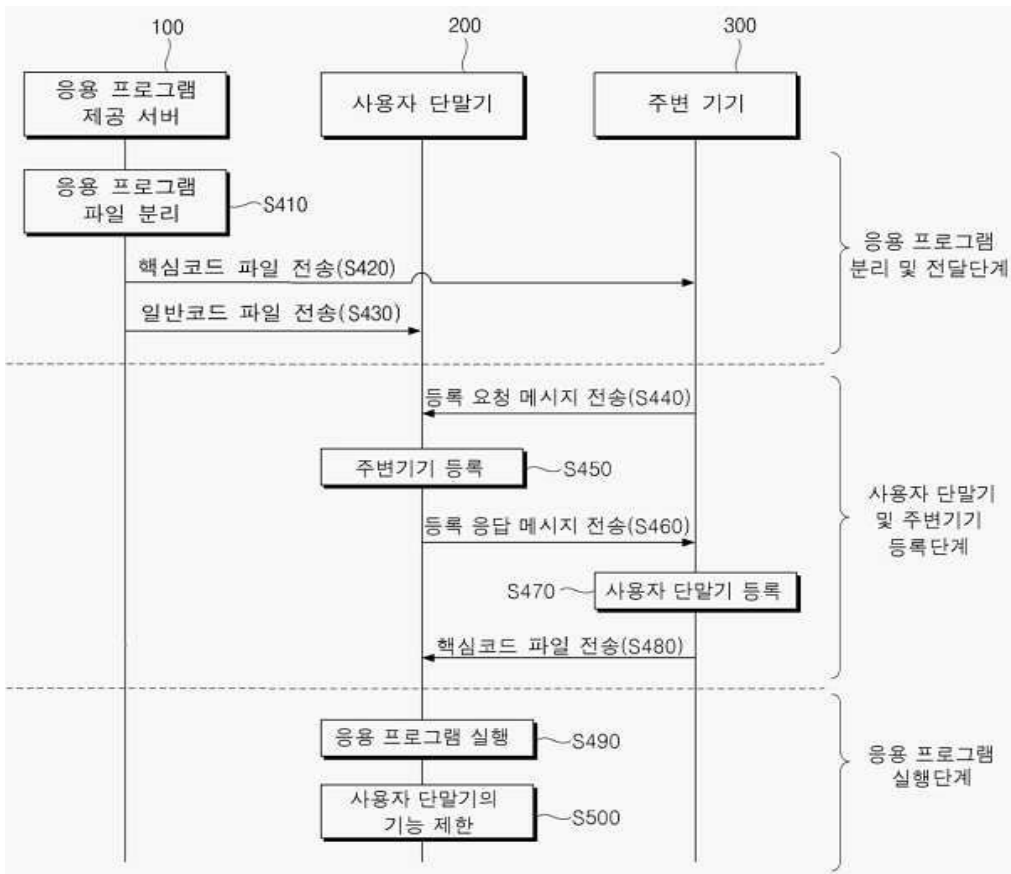 100
200
300
응용 프로그램
제공 서버
사용자 단말기
주변 기기
응용 프로그램
파일 분리
S410
핵심코드 파일 전송(S420)
일반코드 파일 전송(S430)
응용 프로그램
분리 및 전달단계
등록 요청 메시지 전송(S440)
주변기기 등록
S450
등록 응답 메시지 전송(S460)
S470
사용자 단말기 등록
핵심코드 파일 전송(S480)
사용자 단말기
및 주변기기
등록단계
응용 프로그램 실행
S490
사용자 단말기의
기능 제한
S500
응용 프로그램
실행단계